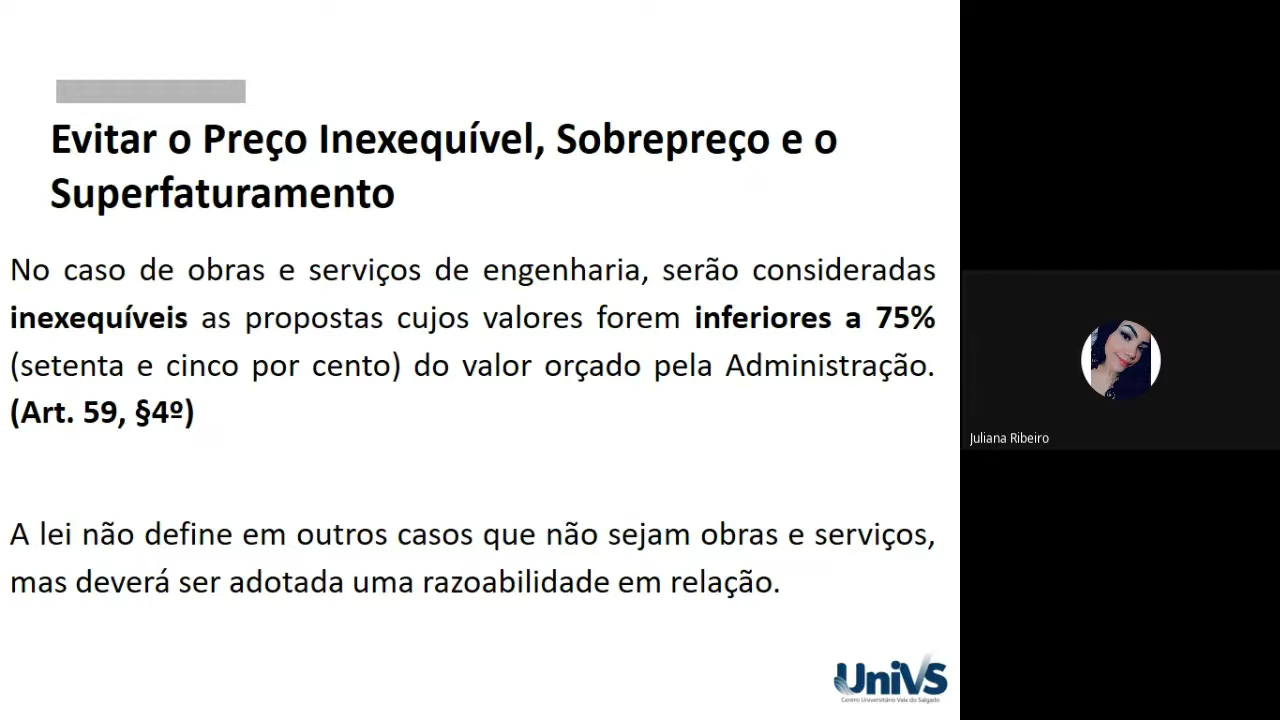 Evitar o Preço Inexequível, Sobrepreço e o
Superfaturamento
No caso de obras e serviços de engenharia, serão consideradas
inexequíveis as propostas cujos valores forem inferiores a 75%
(setenta e cinco por cento) do valor orçado pela Administração.
(Art. 59, §4º)
A lei não define em outros casos que não sejam obras e serviços,
mas deverá ser adotada uma razoabilidade em relação.
UniVS
Centro Universitário Vale do Salgado
Juliana Ribeiro